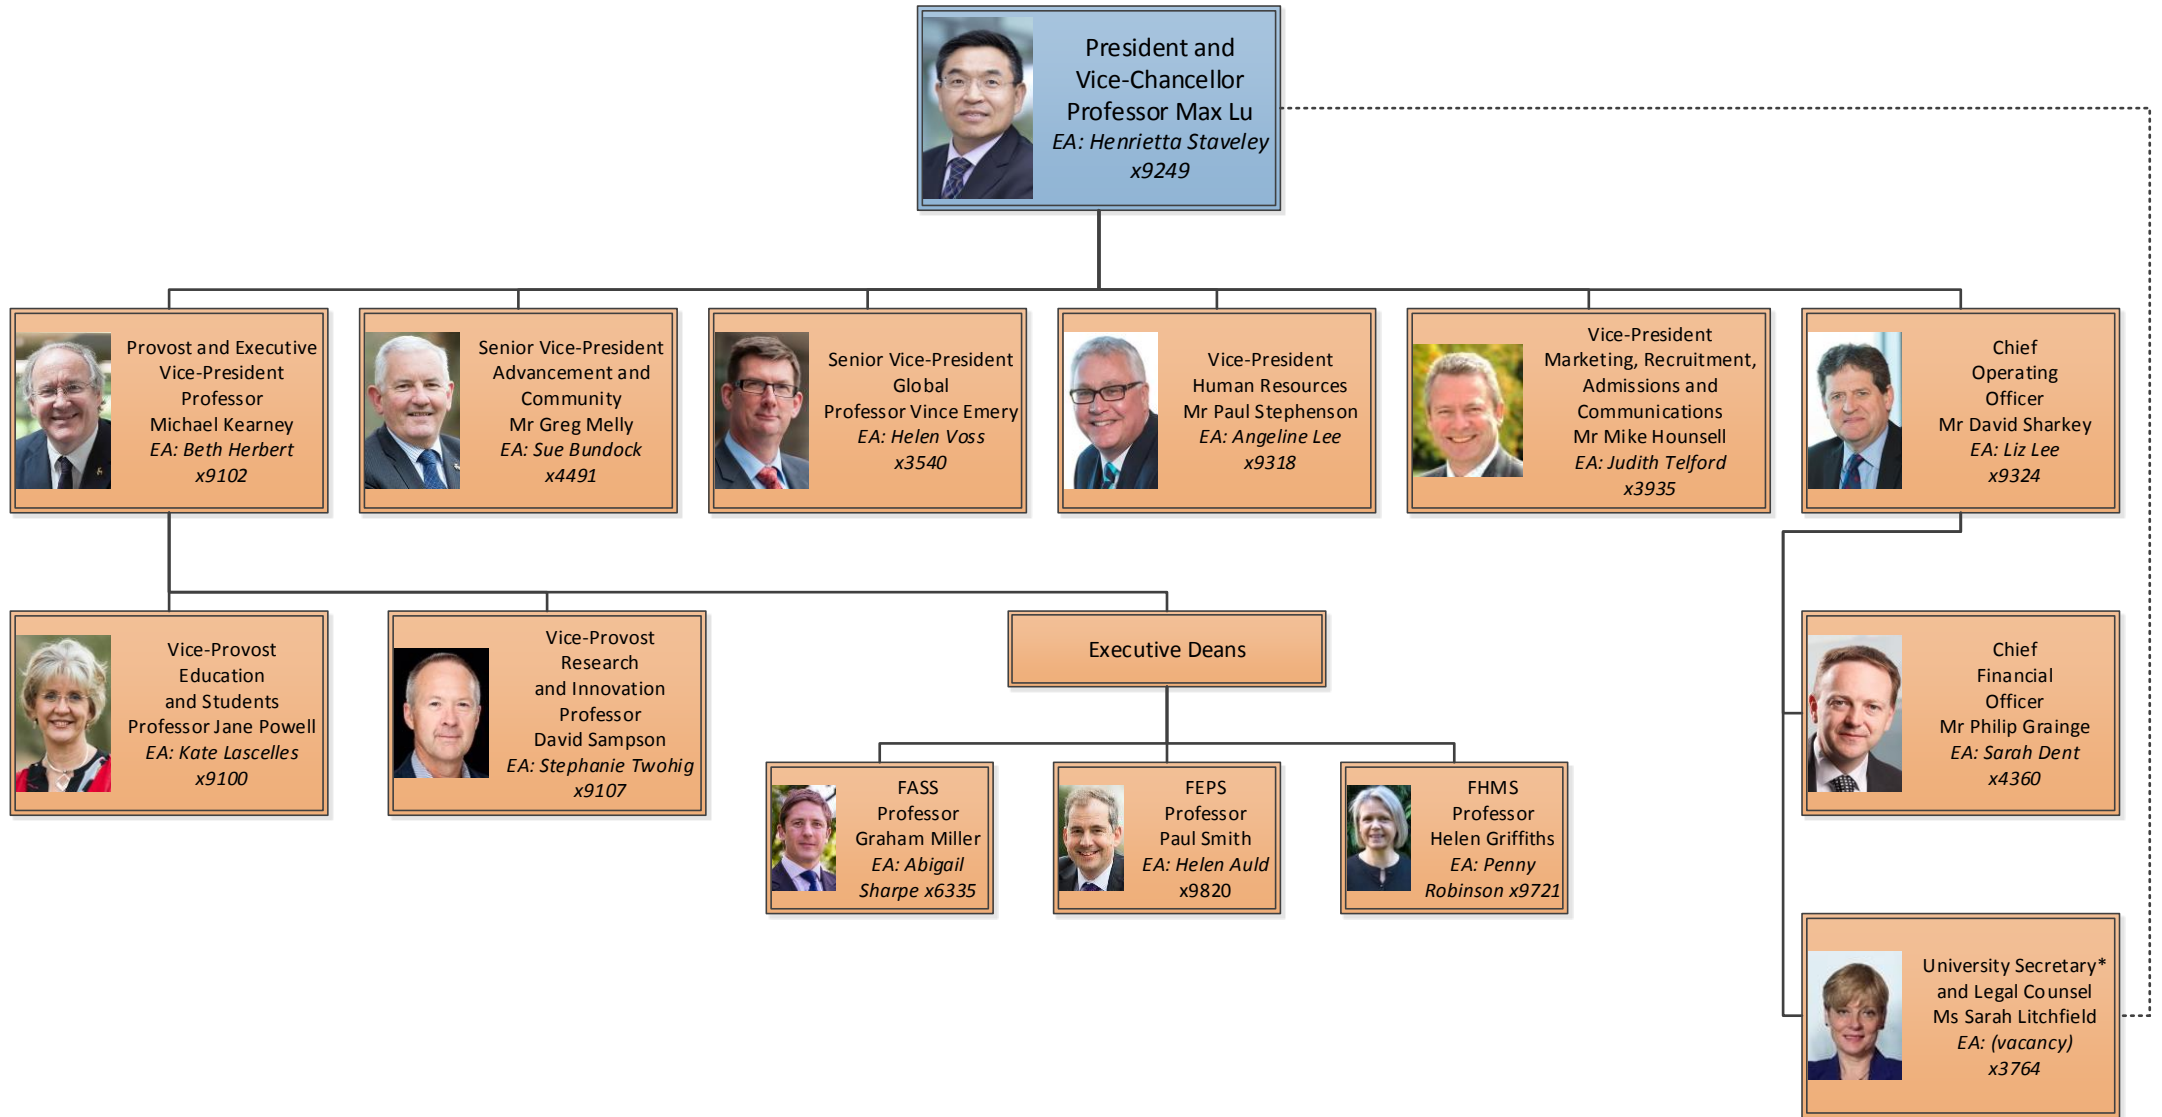 President and
Vice-Chancellor
Professor Max Lu
EA: Henrietta Staveley
x9249
Provost and Executive
Vice-President
Professor
Michael Kearney
EA: Beth Herbert
x9102
Senior Vice-President
Advancement and
Community
Mr Greg Melly
EA: Sue Bundock
x4491
Senior Vice-President
Global
Professor Vince Emery
EA: Helen Voss
x3540
Vice-President
Human Resources
Mr Paul Stephenson
EA: Angeline Lee
x9318
Vice-President
Marketing, Recruitment,
Admissions and
Communications
Mr Mike Hounsell
EA: Judith Telford
x3935
Chief
Operating
Officer
Mr David Sharkey
EA: Liz Lee
x9324
Vice-Provost
Education
and Students
Professor Jane Powell
EA: Kate Lascelles
x9100
Vice-Provost
Research
and Innovation
Professor
David Sampson
EA: Stephanie Twohig
x9107
Executive Deans
FASS
Professor
Graham Miller
EA: Abigail
Sharpe x6335
FEPS
Professor
Paul Smith
EA: Helen Auld
x9820
FHMS
Professor
Helen Griffiths
EA: Penny
Robinson x9721
Chief
Financial
Officer
Mr Philip Grainge
EA: Sarah Dent
x4360
University Secretary*
and Legal Counsel
Ms Sarah Litchfield
EA: (vacancy)
x3764